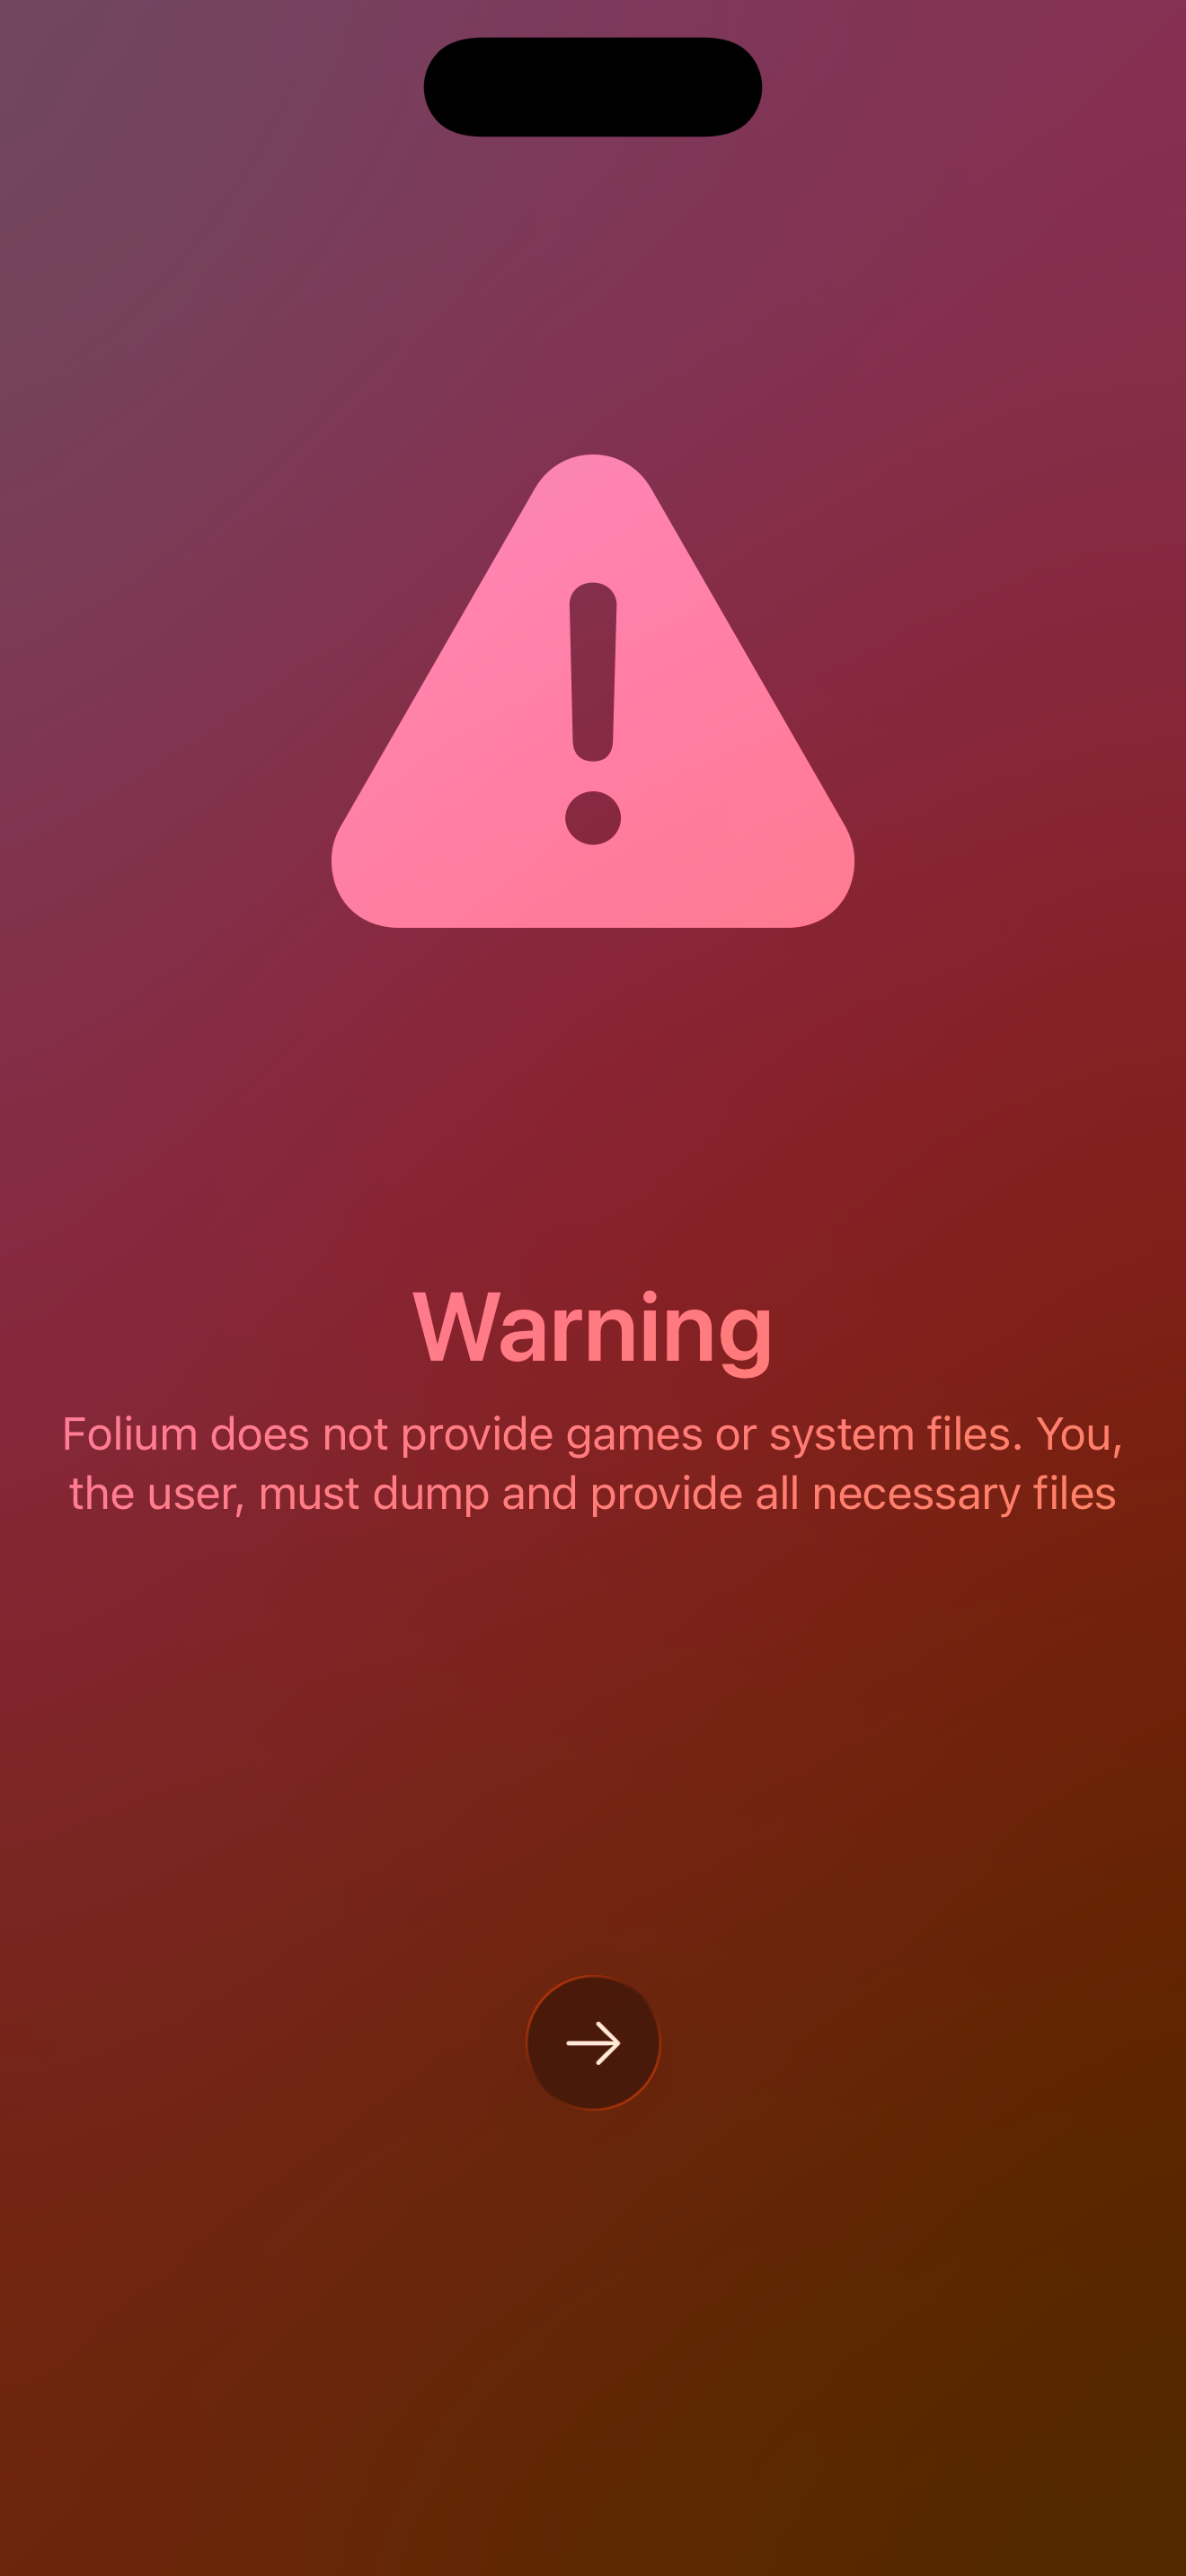 Warning
Folium does not provide games or system files. You,
the user, must dump and provide all necessary files